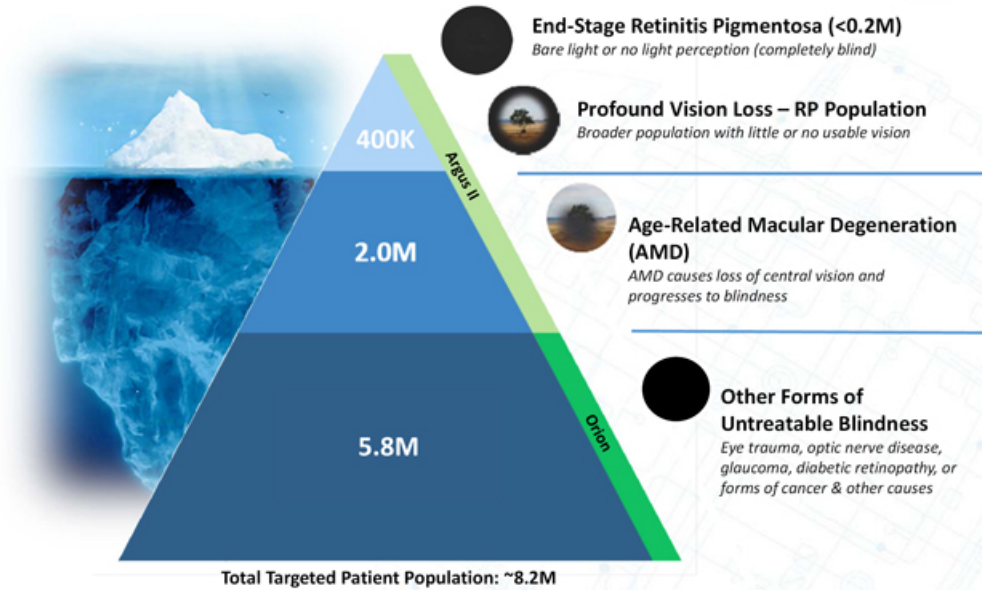 End-Stage Retinitis Pigmentosa (<0.2M)
Bare light or no light perception (completely blind)
400K
Profound Vision Loss – RP Population
Broader population with little or no usable vision
Argus II
2.0M
Age-Related Macular Degeneration
(AMD)
AMD causes loss of central vision and
progresses to blindness
5.8M
Orion
Other Forms of
Untreatable Blindness
Eye trauma, optic nerve disease,
glaucoma, diabetic retinopathy, or
forms of cancer & other causes
Total Targeted Patient Population: ~8.2M